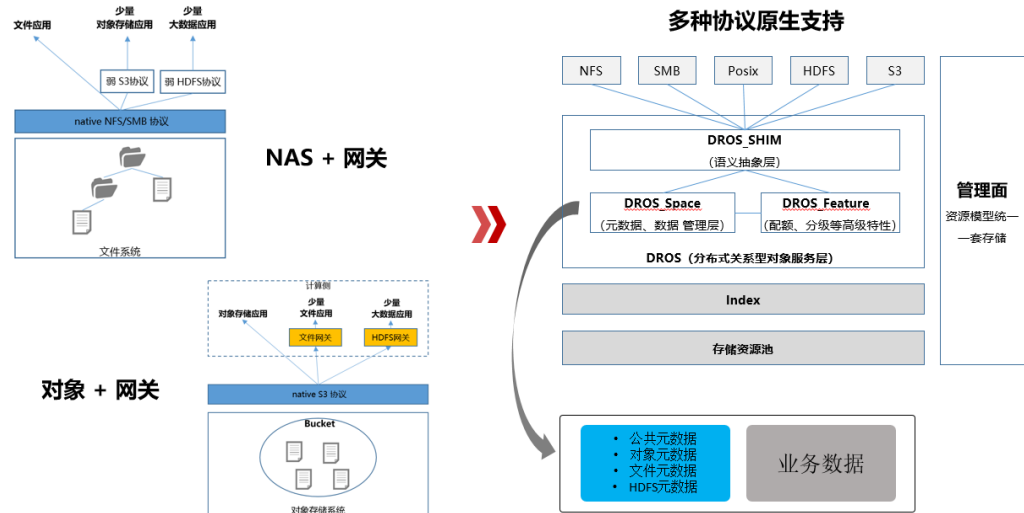 文件应用
少量
对象存储应用
少量
大数据应用
弱 S3协议
弱 HDFS协议
native NFS/SMB 协议
文件系统
NAS + 网关
计算侧
对象存储应用
少量
文件应用
少量
大数据应用
文件网关
HDFS网关
native S3 协议
Bucket
对象存储系统
对象 + 网关
多种协议原生支持
NFS
SMB
Posix
HDFS
S3
DROS_SHIM
（语义抽象层）
DROS_Space
（元数据、数据 管理层）
DROS_Feature
（配额、分级等高级特性）
DROS（分布式关系型对象服务层）
Index
存储资源池
管理面
资源模型统一
一套存储
• 公共元数据
• 对象元数据
• 文件元数据
• HDFS元数据
业务数据